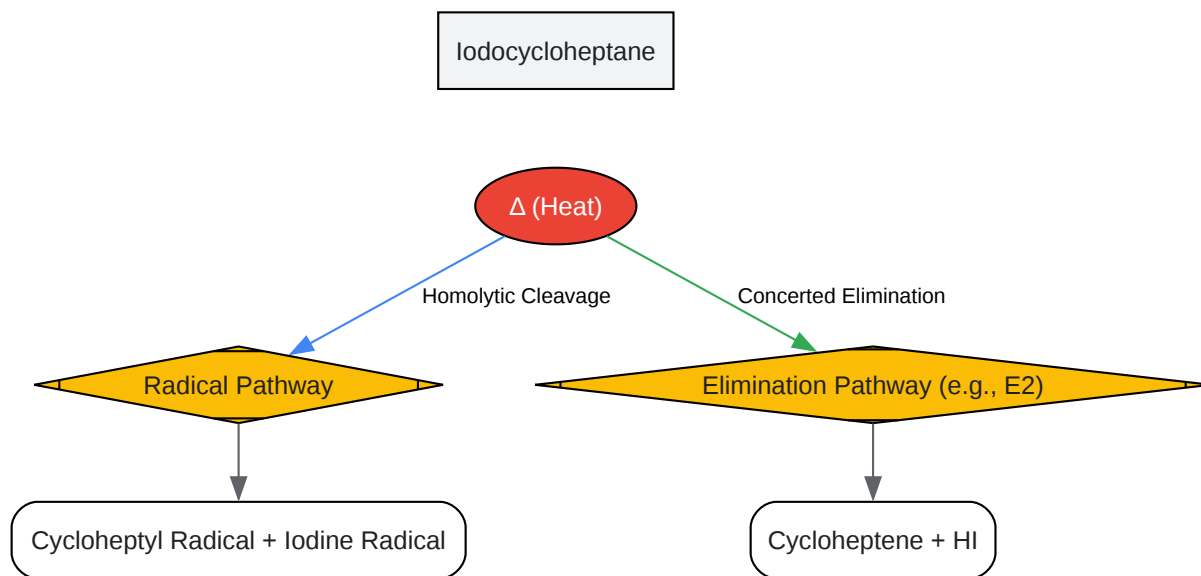 Iodocycloheptane
Δ (Heat)
Homolytic Cleavage
Concerted Elimination
Radical Pathway
Elimination Pathway (e.g., E2)
Cycloheptyl Radical + Iodine Radical
Cycloheptene + HI